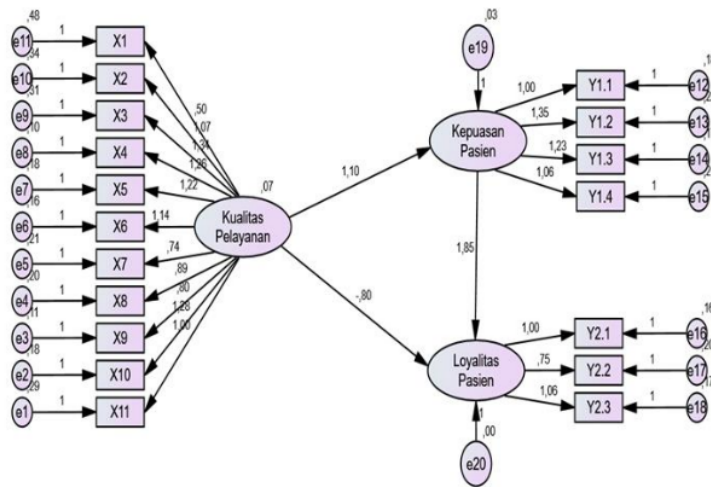 ,48
e11 1 X1
,34
e10 1 X2
,31
e9 1 X3
,10
e8 1 X4
,18
e7 1 X5
,16
e6 1 X6
,21
e5 1 X7
,20
e4 1 X8
,11
e3 1 X9
,18
e2 1 X10
,29
e1 1 X11
,50
1,07
1,34
1,26
1,22
1,14
,74
,89
,80
1,28
1,00
,07
Kualitas
Pelayanan
1,10
-,80
,03
e19
1
Kepuasan
Pasien
1,00
1,35
1,23
1,06
Y1.1 1 e12
Y1.2 1 e13
Y1.3 1 e14
Y1.4 1 e15
1,85
Loyalitas
Pasien
1,00
,75
1,06
,16
Y2.1 1 e16
,20
Y2.2 1 e17
,17
Y2.3 1 e18
1
,00
e20